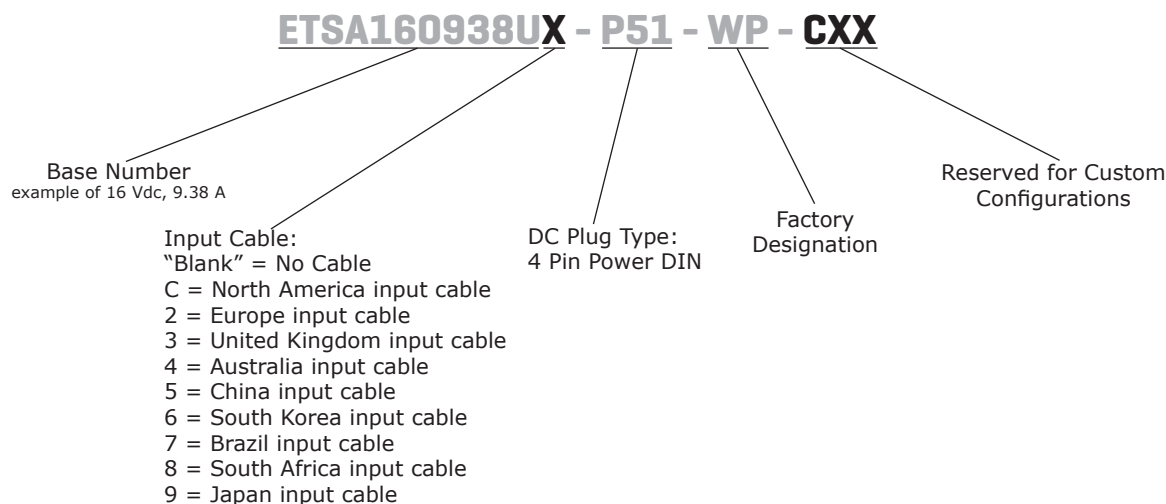 ETSA160938UX - P51 - WP - CXX
Base Number
example of 16 Vdc, 9.38 A
Input Cable:
“Blank” = No Cable
C = North America input cable
2 = Europe input cable
3 = United Kingdom input cable
4 = Australia input cable
5 = China input cable
6 = South Korea input cable
7 = Brazil input cable
8 = South Africa input cable
9 = Japan input cable
DC Plug Type:
4 Pin Power DIN
Factory
Designation
Reserved for Custom
Configurations